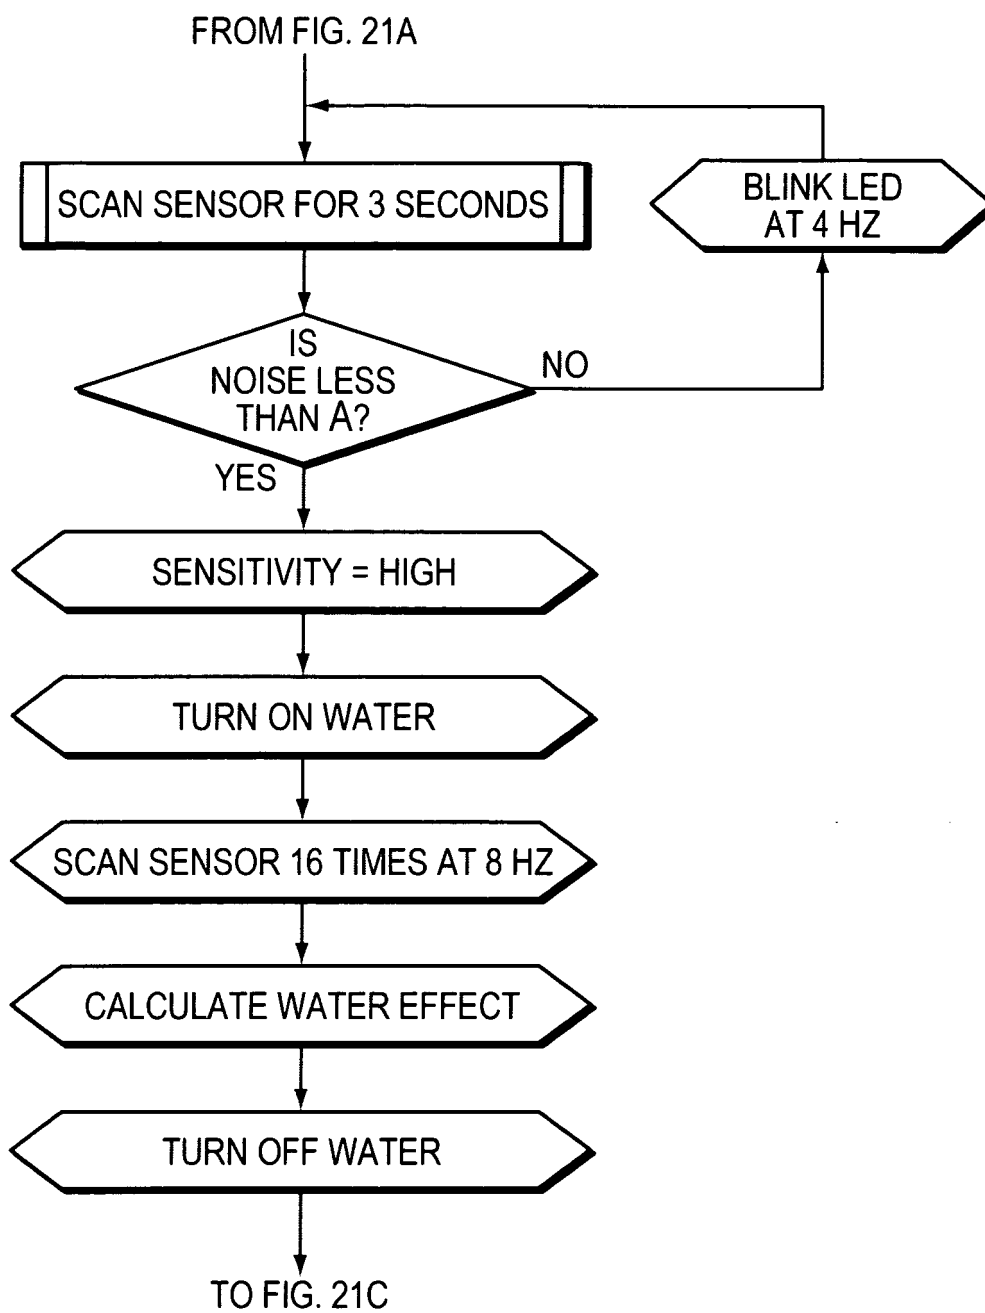 FROM FIG. 21A
SCAN SENSOR FOR 3 SECONDS
BLINK LED
AT 4 HZ
IS
NOISE LESS
THAN A?
NO
YES
SENSITIVITY = HIGH
TURN ON WATER
SCAN SENSOR 16 TIMES AT 8 HZ
CALCULATE WATER EFFECT
TURN OFF WATER
TO FIG. 21C